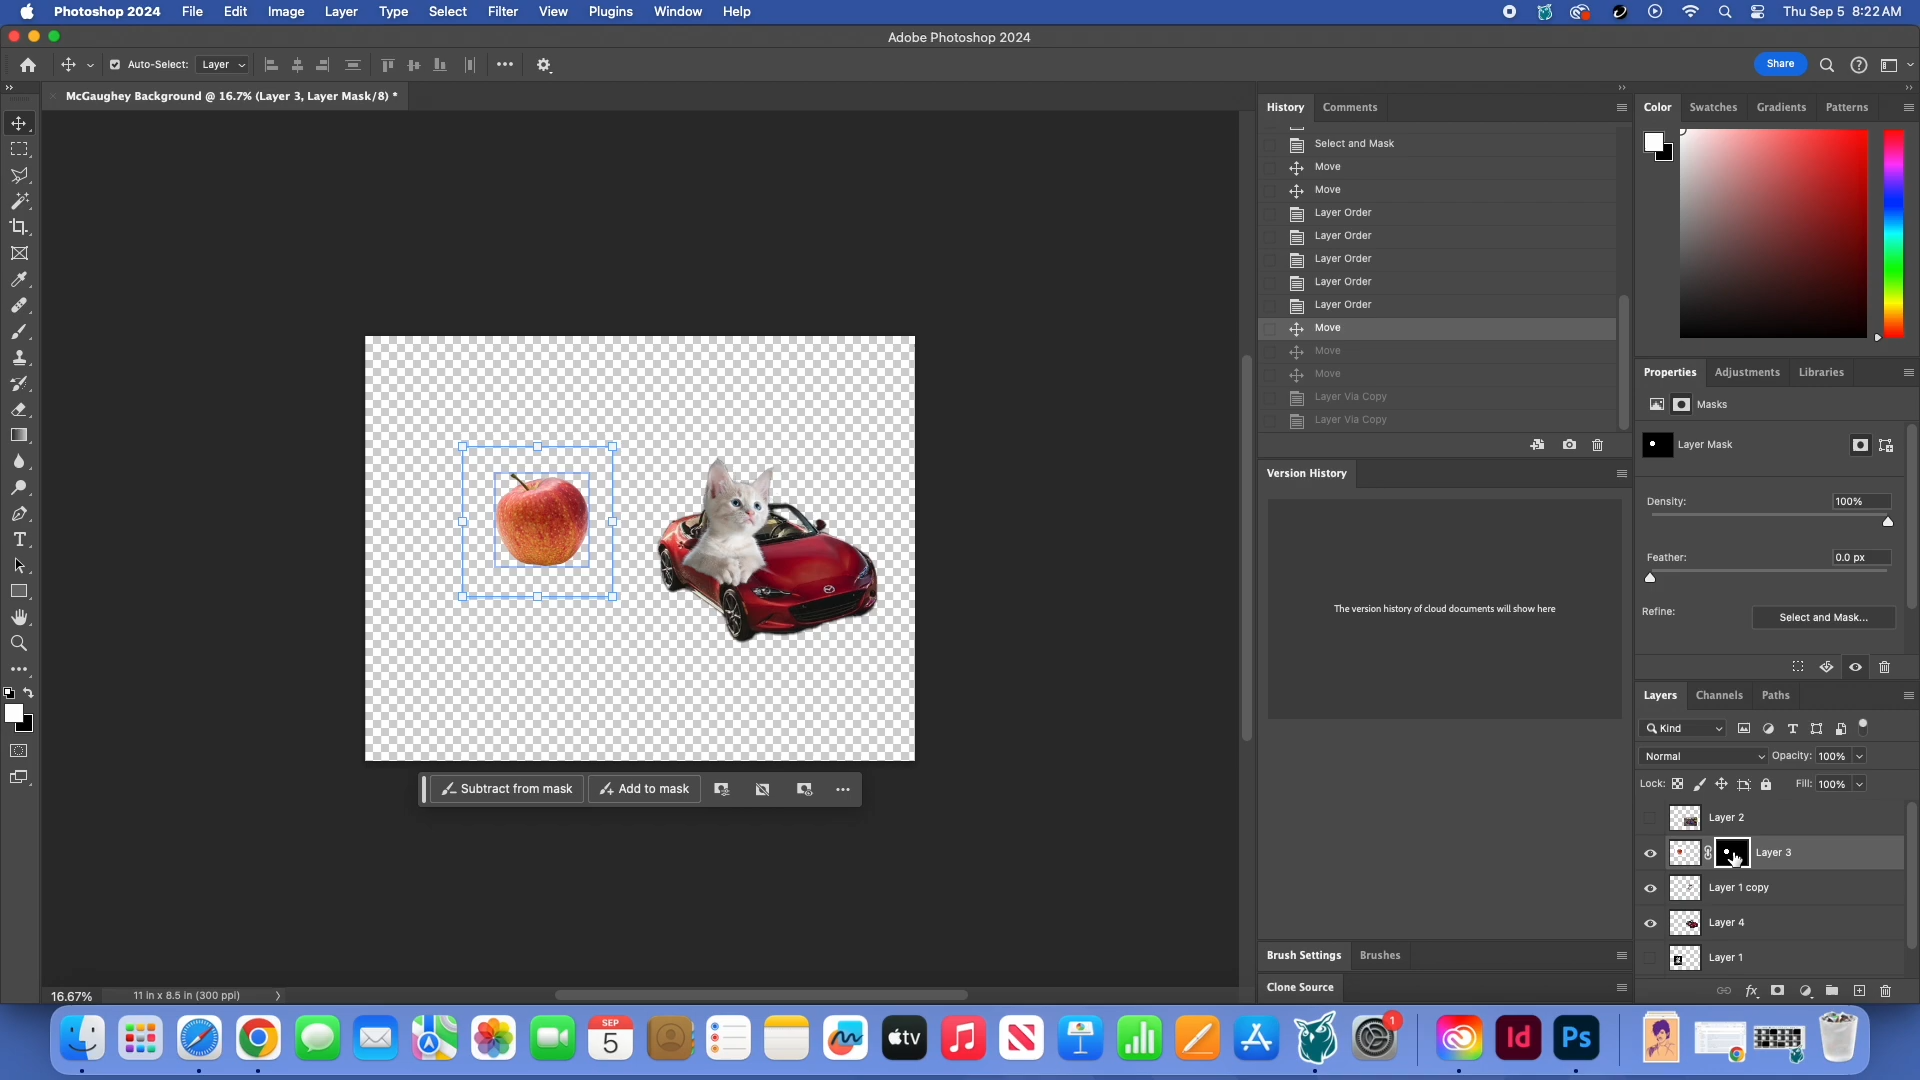 Photoshop 2024 File Edit Image Layer Type Select Filter View Plugins Window Help Thu Sep 5 8:22 AM
Adobe Photoshop 2024
Auto-Select: Layer Share
McGaughey Background @ 16.7% (Layer 3, Layer Mask/8) *
History Comments
Select and Mask
Move
Move
Layer Order
Layer Order
Layer Order
Layer Order
Layer Order
Move
Move
Move
Layer Via Copy
Layer Via Copy
Version History
The version history of cloud documents will show here
Brush Settings Brushes
Clone Source
Color Swatches Gradients Patterns
Properties Adjustments Libraries
Masks
Layer Mask
Density: 100%
Feather: 0.0 px
Refine: Select and Mask...
Layers Channels Paths
Kind
Normal Opacity: 100%
Lock: Fill: 100%
Layer 2
Layer 3
Layer 1 copy
Layer 4
Layer 1
Subtract from mask Add to mask
16.67% 11 in x 8.5 in (300 ppi)
SEP
5
tv
1
Id
Ps